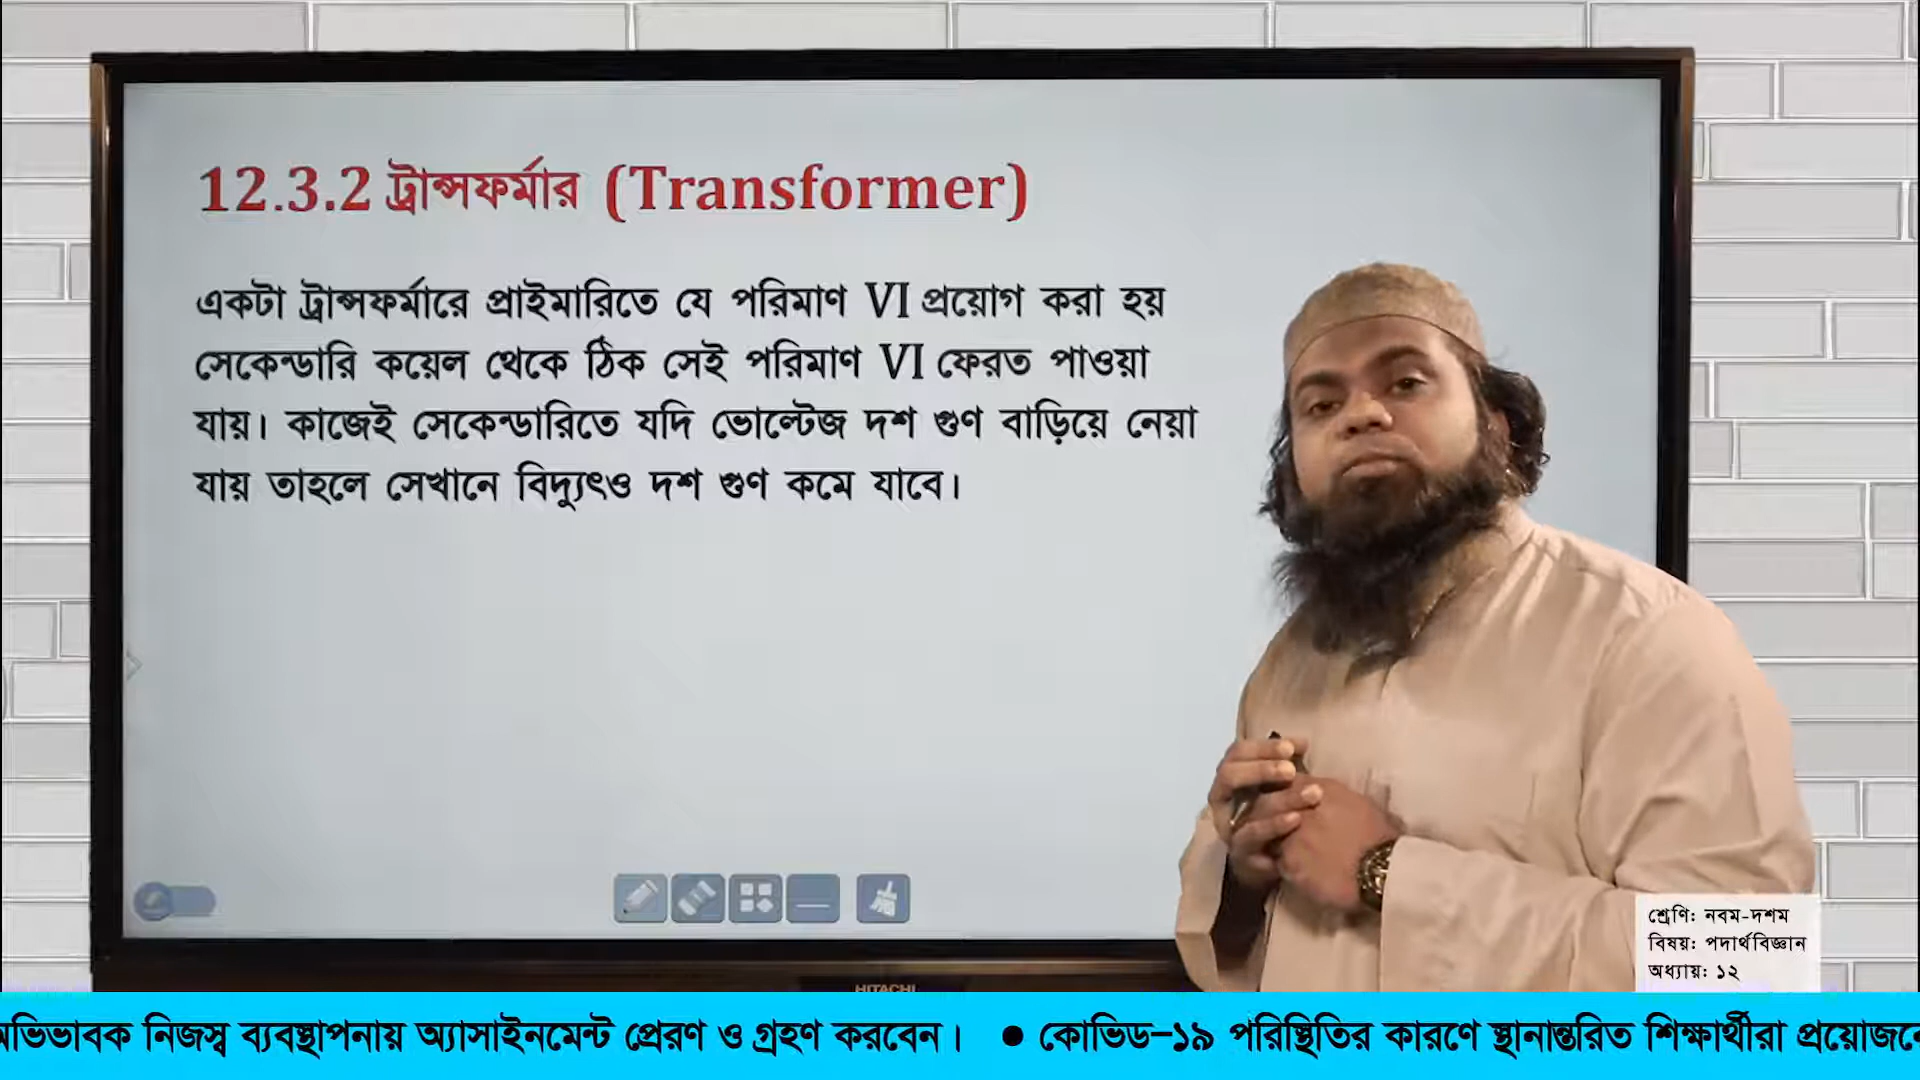 12.3.2 ট্রান্সফর্মার (Transformer)
একটা ট্রান্সফর্মারে প্রাইমারিতে যে পরিমাণ VI প্রয়োগ করা হয়
সেকেন্ডারি কয়েল থেকে ঠিক সেই পরিমাণ VI ফেরত পাওয়া
যায়। কাজেই সেকেন্ডারিতে যদি ভোল্টেজ দশ গুণ বাড়িয়ে নেয়া
যায় তাহলে সেখানে বিদ্যুৎও দশ গুণ কমে যাবে।
HITACHI
শ্রেণি: নবম-দশম
বিষয়: পদার্থবিজ্ঞান
অধ্যায়: ১২
অভিভাবক নিজস্ব ব্যবস্থাপনায় অ্যাসাইনমেন্ট প্রেরণ ও গ্রহণ করবেন। ● কোভিড-১৯ পরিস্থিতির কারণে স্থানান্তরিত শিক্ষার্থীরা